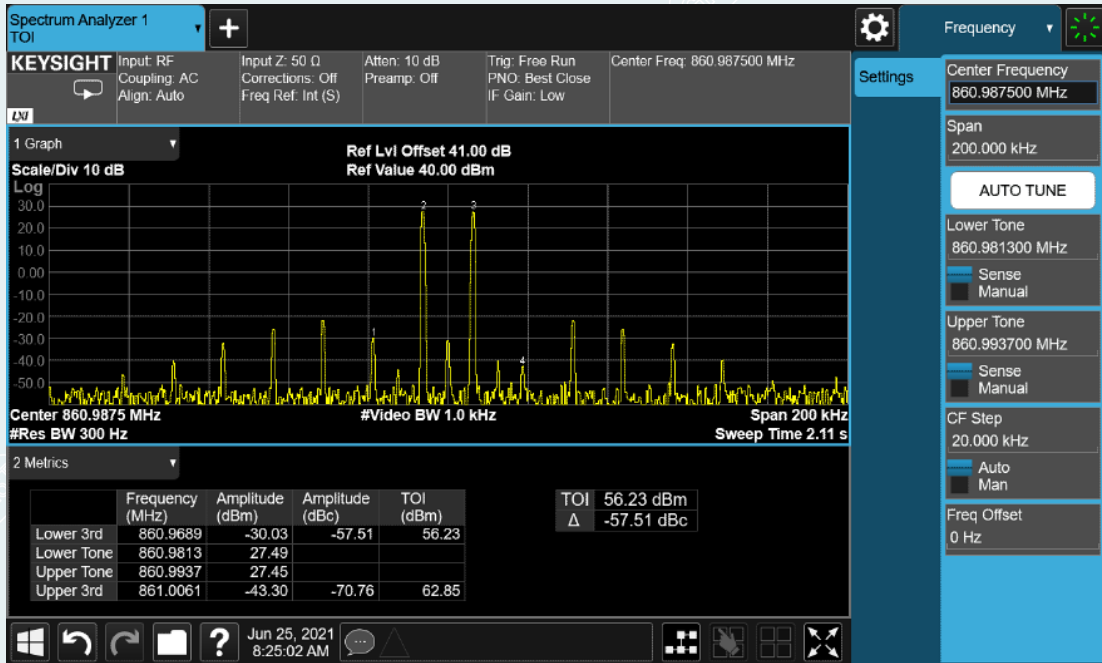 Spectrum Analyzer 1
TOI
+
Frequency
KEYSIGHT
LXI
Input: RF
Coupling: AC
Align: Auto
Input Z: 50 Ω
Corrections: Off
Freq Ref: Int (S)
Atten: 10 dB
Preamp: Off
Trig: Free Run
PNO: Best Close
IF Gain: Low
Center Freq: 860.987500 MHz
Settings
Center Frequency
860.987500 MHz
Span
200.000 kHz
AUTO TUNE
Lower Tone
860.981300 MHz
Sense
Manual
Upper Tone
860.993700 MHz
Sense
Manual
CF Step
20.000 kHz
Auto
Man
Freq Offset
0 Hz
1 Graph
Scale/Div 10 dB
Ref Lvl Offset 41.00 dB
Ref Value 40.00 dBm
Log
30.0
20.0
10.0
0.00
-10.0
-20.0
-30.0
-40.0
-50.0
1
2
3
4
Center 860.9875 MHz
#Video BW 1.0 kHz
Span 200 kHz
#Res BW 300 Hz
Sweep Time 2.11 s
2 Metrics
Frequency (MHz) Amplitude (dBm) Amplitude (dBc) TOI (dBm)
Lower 3rd 860.9689 -30.03 -57.51 56.23
Lower Tone 860.9813 27.49
Upper Tone 860.9937 27.45
Upper 3rd 861.0061 -43.30 -70.76 62.85
TOI 56.23 dBm
Δ -57.51 dBc
?
Jun 25, 2021
8:25:02 AM